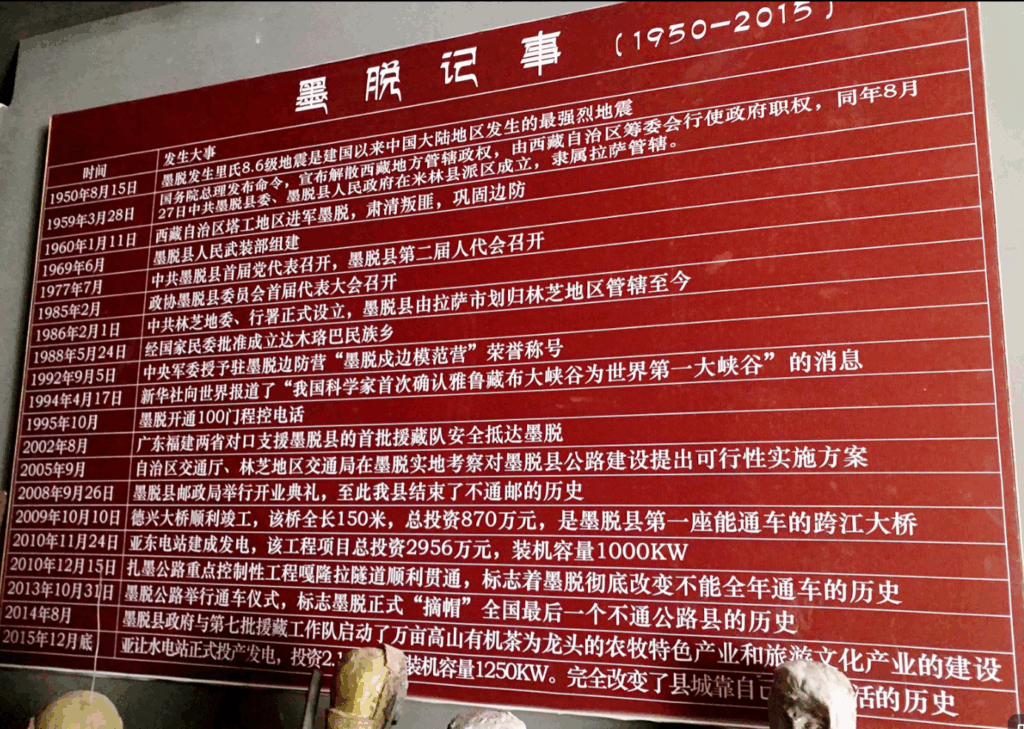 墨脱记事 (1950-2015)
时间 发生大事
1950年8月15日 墨脱发生里氏8.6级地震是建国以来中国大陆地区发生的最强烈地震
1959年3月28日 国务院总理发布命令，宣布解散西藏地方管辖政权，由西藏自治区筹委会行使政府职权，同年8月
27日中共墨脱县委、墨脱县人民政府在米林县派区成立，隶属拉萨管辖。
1960年1月11日 西藏自治区塔工地区进军墨脱，肃清叛匪，巩固边防
1969年6月 墨脱县人民武装部组建
1977年7月 中共墨脱县首届党代表召开，墨脱县第二届人代会召开
1985年2月 政协墨脱县委员会首届代表大会召开
1986年2月1日 中共林芝地委、行署正式设立，墨脱县由拉萨市划归林芝地区管辖至今
1988年5月24日 经国家民委批准成立达木珞巴民族乡
1992年9月5日 中央军委授予驻墨脱边防营“墨脱戍边模范营”荣誉称号
1994年4月17日 新华社向世界报道了“我国科学家首次确认雅鲁藏布大峡谷为世界第一大峡谷”的消息
1995年10月 墨脱开通100门程控电话
2002年8月 广东福建两省对口支援墨脱县的首批援藏队安全抵达墨脱
2005年9月 自治区交通厅、林芝地区交通局在墨脱实地考察对墨脱县公路建设提出可行性实施方案
2008年9月26日 墨脱县邮政局举行开业典礼，至此我县结束了不通邮的历史
2009年10月10日 德兴大桥顺利竣工，该桥全长150米，总投资870万元，是墨脱县第一座能通车的跨江大桥
2010年11月24日 亚东电站建成发电，该工程项目总投资2956万元，装机容量1000KW
2010年12月15日 扎墨公路重点控制性工程嘎隆拉隧道顺利贯通，标志着墨脱彻底改变不能全年通车的历史
2013年10月31日 墨脱公路举行通车仪式，标志墨脱正式“摘帽”全国最后一个不通公路县的历史
2014年8月 墨脱县政府与第七批援藏工作队启动了万亩高山有机茶为龙头的农牧特色产业和旅游文化产业的建设
2015年12月底 亚让水电站正式投产发电，投资2.1 装机容量1250KW。完全改变了县城靠自 活的历史